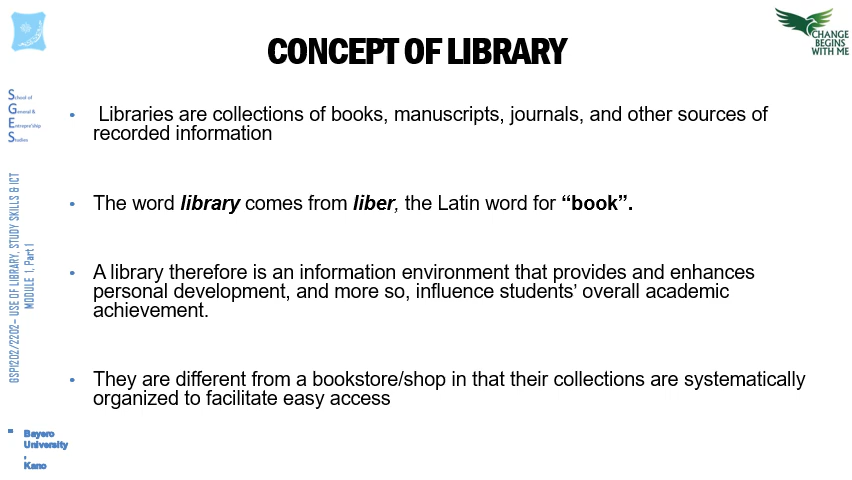 CONCEPT OF LIBRARY
CHANGE
BEGINS
WITH ME
School of
General &
Entrepre'ship
Studies
GSP1202/2202- USE OF LIBRARY, STUDY SKILLS & ICT
MODULE 1, Part I
• Libraries are collections of books, manuscripts, journals, and other sources of
recorded information
• The word library comes from liber, the Latin word for “book”.
• A library therefore is an information environment that provides and enhances
personal development, and more so, influence students’ overall academic
achievement.
• They are different from a bookstore/shop in that their collections are systematically
organized to facilitate easy access
Bayero
University
,
Kano